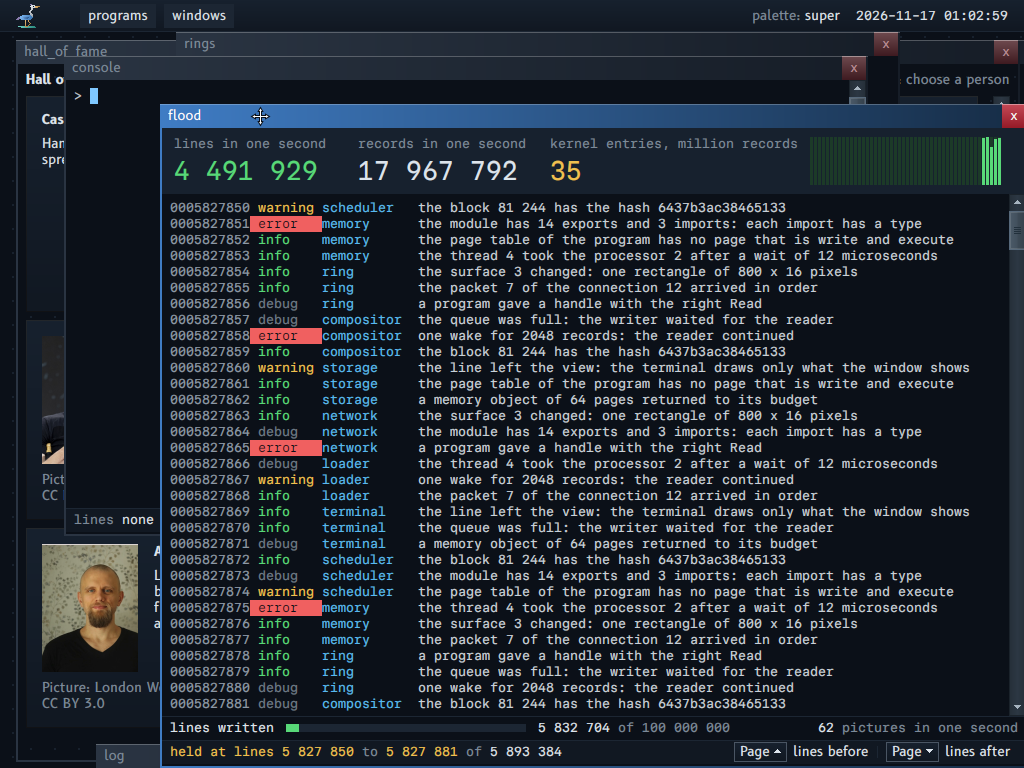 programs windows palette: super 2026-11-17 01:02:59
rings x
hall_of_fame x
console x
Hall o choose a person
>
flood x
Cas
Han
spre
lines in one second records in one second kernel entries, million records
4 491 929 17 967 792 35
0005827850 warning scheduler the block 81 244 has the hash 6437b3ac38465133
0005827851 error memory the module has 14 exports and 3 imports: each import has a type
0005827852 info memory the page table of the program has no page that is write and execute
0005827853 info memory the thread 4 took the processor 2 after a wait of 12 microseconds
0005827854 info ring the surface 3 changed: one rectangle of 800 x 16 pixels
0005827855 info ring the packet 7 of the connection 12 arrived in order
0005827856 debug ring a program gave a handle with the right Read
0005827857 debug compositor the queue was full: the writer waited for the reader
0005827858 error compositor one wake for 2048 records: the reader continued
0005827859 info compositor the block 81 244 has the hash 6437b3ac38465133
0005827860 warning storage the line left the view: the terminal draws only what the window shows
0005827861 info storage the page table of the program has no page that is write and execute
0005827862 info storage a memory object of 64 pages returned to its budget
0005827863 info network the surface 3 changed: one rectangle of 800 x 16 pixels
0005827864 debug network the module has 14 exports and 3 imports: each import has a type
0005827865 error network a program gave a handle with the right Read
0005827866 debug loader the thread 4 took the processor 2 after a wait of 12 microseconds
0005827867 warning loader one wake for 2048 records: the reader continued
0005827868 info loader the packet 7 of the connection 12 arrived in order
0005827869 info terminal the line left the view: the terminal draws only what the window shows
0005827870 info terminal the queue was full: the writer waited for the reader
0005827871 debug terminal a memory object of 64 pages returned to its budget
0005827872 info scheduler the block 81 244 has the hash 6437b3ac38465133
0005827873 debug scheduler the module has 14 exports and 3 imports: each import has a type
0005827874 warning scheduler the page table of the program has no page that is write and execute
0005827875 error memory the thread 4 took the processor 2 after a wait of 12 microseconds
0005827876 info memory the surface 3 changed: one rectangle of 800 x 16 pixels
0005827877 info memory the packet 7 of the connection 12 arrived in order
0005827878 info ring a program gave a handle with the right Read
0005827879 info ring the queue was full: the writer waited for the reader
0005827880 debug ring one wake for 2048 records: the reader continued
0005827881 debug compositor the block 81 244 has the hash 6437b3ac38465133
Pict
CC
lines none
Picture: London W
CC BY 3.0
log
lines written 5 832 704 of 100 000 000 62 pictures in one second
held at lines 5 827 850 to 5 827 881 of 5 893 384 Page lines before Page lines after